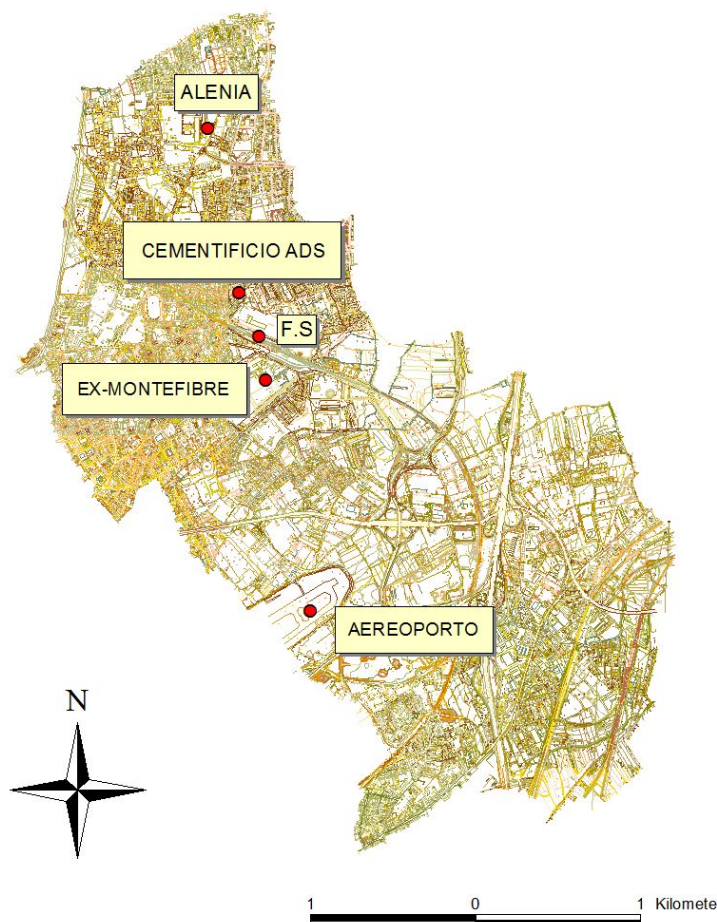 ALENIA
CEMENTIFICIO ADS
F.S
EX-MONTEFIBRE
AEREOPORTO
N
1 0 1 Kilomete